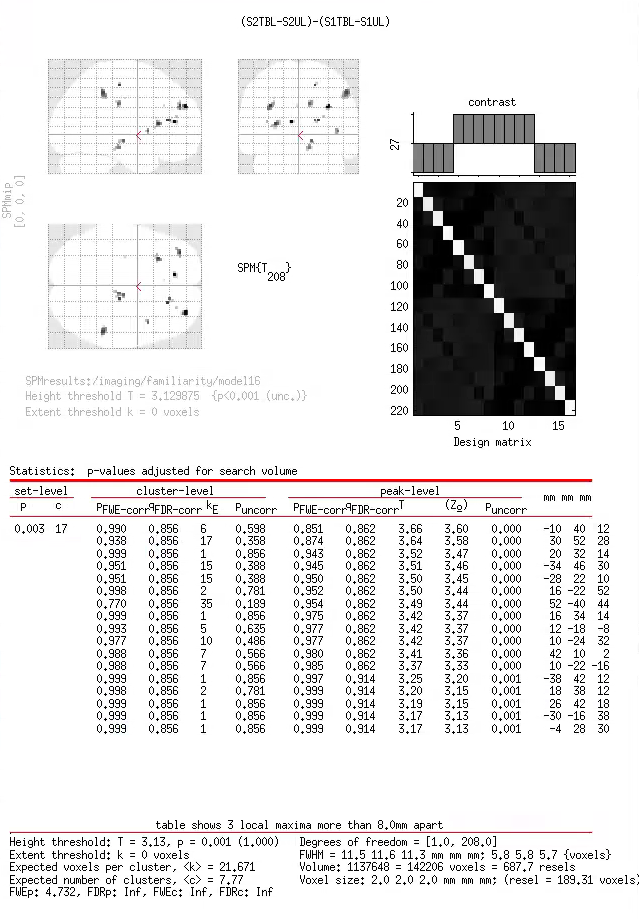 (S2TBL-S2UL)-(S1TBL-S1UL)
SPMmip
[0, 0, 0]
<
<
<
SPM{T208}
contrast
27
20
40
60
80
100
120
140
160
180
200
220
5 10 15
Design matrix
SPMresults:/imaging/familiarity/model16
Height threshold T = 3.129875 {p<0.001 (unc.)}
Extent threshold k = 0 voxels
Statistics: p-values adjusted for search volume
set-level cluster-level peak-level mm mm mm
p c pFWE-corr qFDR-corr kE puncorr pFWE-corr qFDR-corr T (Zo) puncorr
0.003 17 0.990 0.856 6 0.598 0.851 0.862 3.66 3.60 0.000 -10 40 12
0.938 0.856 17 0.358 0.874 0.862 3.64 3.58 0.000 30 52 28
0.999 0.856 1 0.856 0.943 0.862 3.52 3.47 0.000 20 32 14
0.951 0.856 15 0.388 0.945 0.862 3.51 3.46 0.000 -34 46 30
0.951 0.856 15 0.388 0.950 0.862 3.50 3.45 0.000 -28 22 10
0.998 0.856 2 0.781 0.952 0.862 3.50 3.44 0.000 16 -22 52
0.770 0.856 35 0.189 0.954 0.862 3.49 3.44 0.000 52 -40 44
0.999 0.856 1 0.856 0.975 0.862 3.42 3.37 0.000 16 34 14
0.993 0.856 5 0.635 0.977 0.862 3.42 3.37 0.000 12 -18 -8
0.977 0.856 10 0.486 0.977 0.862 3.42 3.37 0.000 10 -24 32
0.988 0.856 7 0.566 0.980 0.862 3.41 3.36 0.000 42 10 2
0.988 0.856 7 0.566 0.985 0.862 3.37 3.33 0.000 10 -22 -16
0.999 0.856 1 0.856 0.997 0.914 3.25 3.20 0.001 -38 42 12
0.998 0.856 2 0.781 0.999 0.914 3.20 3.15 0.001 18 38 12
0.999 0.856 1 0.856 0.999 0.914 3.19 3.15 0.001 26 42 18
0.999 0.856 1 0.856 0.999 0.914 3.17 3.13 0.001 -30 -16 38
0.999 0.856 1 0.856 0.999 0.914 3.17 3.13 0.001 -4 28 30
table shows 3 local maxima more than 8.0mm apart
Height threshold: T = 3.13, p = 0.001 (1.000)
Extent threshold: k = 0 voxels
Expected voxels per cluster, <k> = 21.671
Expected number of clusters, <c> = 7.77
FWEp: 4.732, FDRp: Inf, FWEc: Inf, FDRc: Inf
Degrees of freedom = [1.0, 208.0]
FWHM = 11.5 11.6 11.3 mm mm mm; 5.8 5.8 5.7 {voxels}
Volume: 1137648 = 142206 voxels = 687.7 resels
Voxel size: 2.0 2.0 2.0 mm mm mm; (resel = 189.31 voxels)